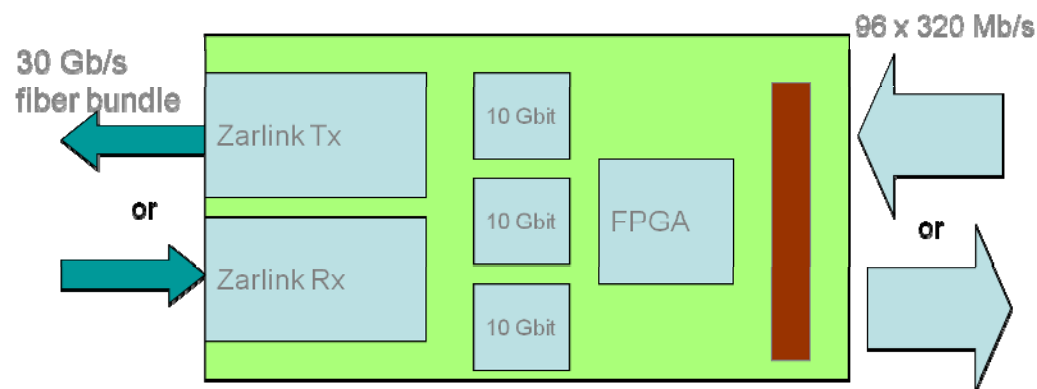 96 x 320 Mb/s
30 Gb/s
fiber bundle
Zarlink Tx
10 Gbit
or
10 Gbit
FPGA
or
Zarlink Rx
10 Gbit